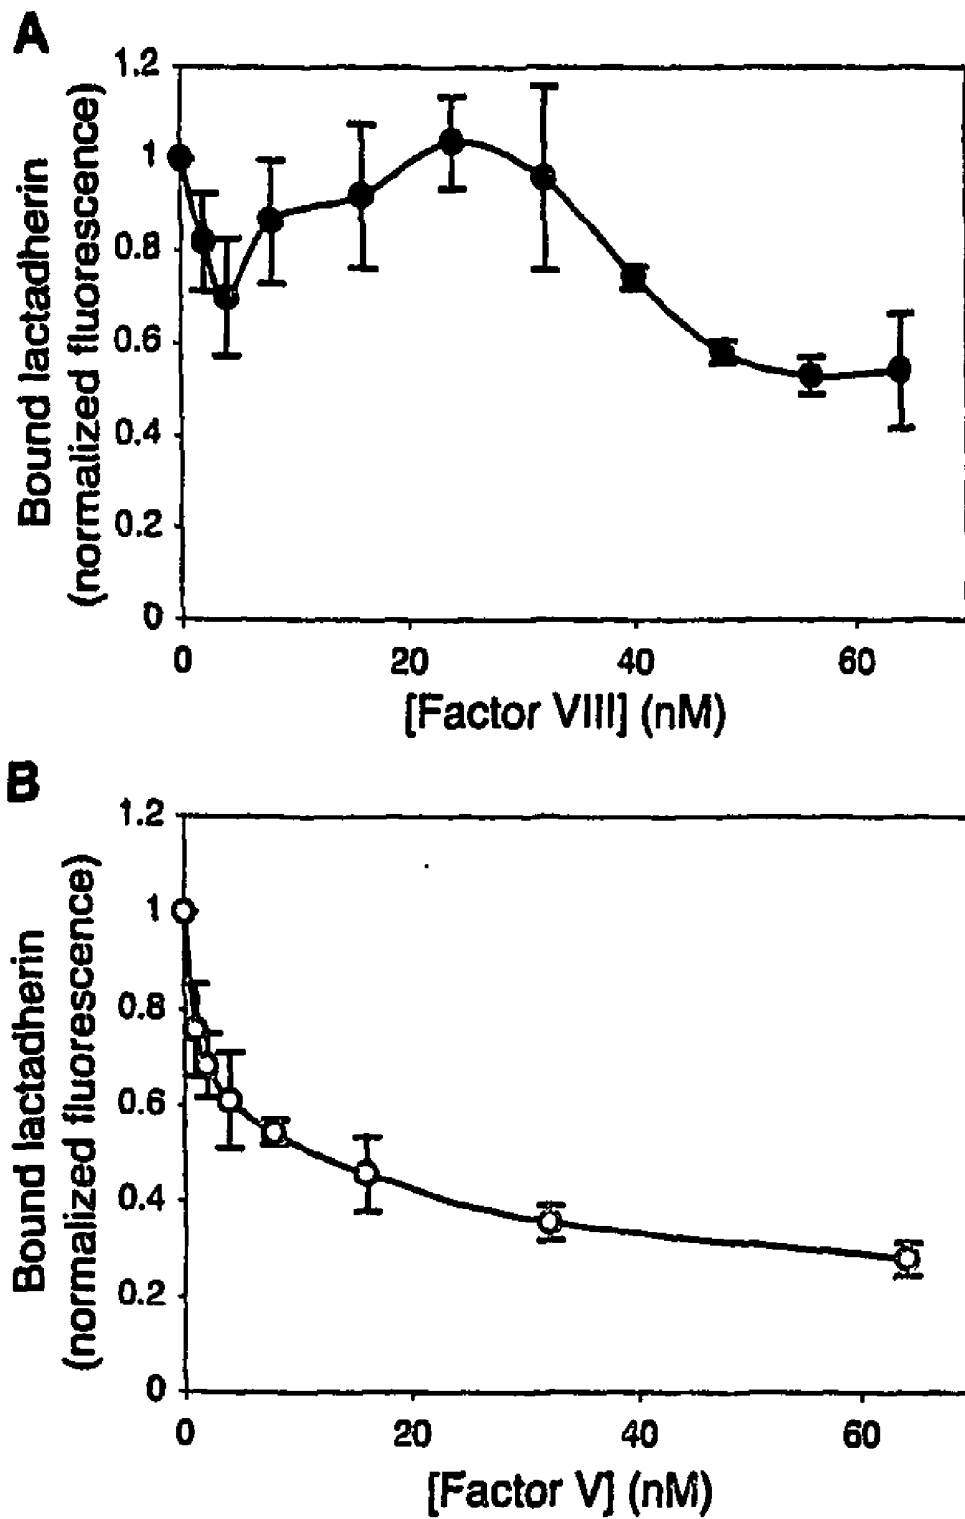 A
1.2
1
0.8
0.6
0.4
0.2
0
Bound lactadherin
(normalized fluorescence)
0 20 40 60
[Factor VIII] (nM)
B
1.2
1
0.8
0.6
0.4
0.2
0
Bound lactadherin
(normalized fluorescence)
0 20 40 60
[Factor V] (nM)